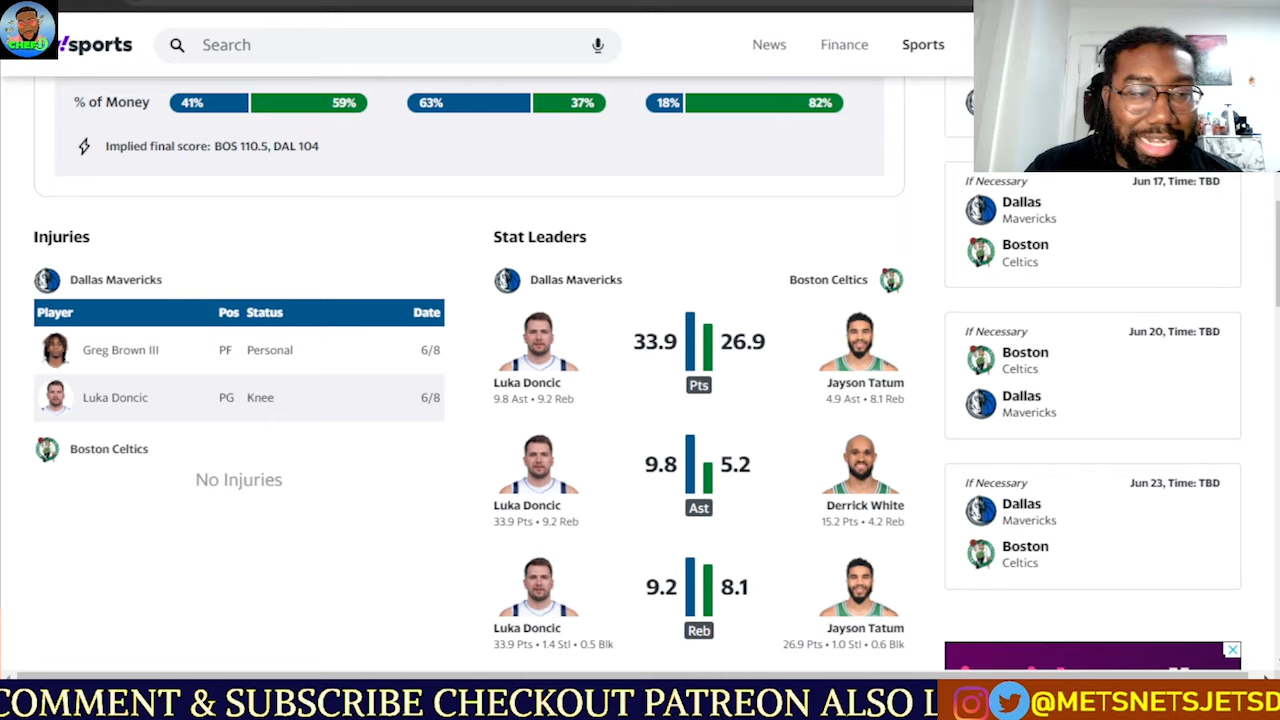 CHEFJ
y!sports
Search
News
Finance
Sports
% of Money
41%
59%
63%
37%
18%
82%
Implied final score: BOS 110.5, DAL 104
Injuries
Dallas Mavericks
Player Pos Status Date
Greg Brown III PF Personal 6/8
Luka Doncic PG Knee 6/8
Boston Celtics
No Injuries
Stat Leaders
Dallas Mavericks
Boston Celtics
33.9 26.9
Pts
Luka Doncic
9.8 Ast • 9.2 Reb
Jayson Tatum
4.9 Ast • 8.1 Reb
9.8 5.2
Ast
Luka Doncic
33.9 Pts • 9.2 Reb
Derrick White
15.2 Pts • 4.2 Reb
9.2 8.1
Reb
Luka Doncic
33.9 Pts • 1.4 Stl • 0.5 Blk
Jayson Tatum
26.9 Pts • 1.0 Stl • 0.6 Blk
If Necessary Jun 17, Time: TBD
Dallas
Mavericks
Boston
Celtics
If Necessary Jun 20, Time: TBD
Boston
Celtics
Dallas
Mavericks
If Necessary Jun 23, Time: TBD
Dallas
Mavericks
Boston
Celtics
COMMENT & SUBSCRIBE CHECKOUT PATREON ALSO L
@METSNETSJETSD